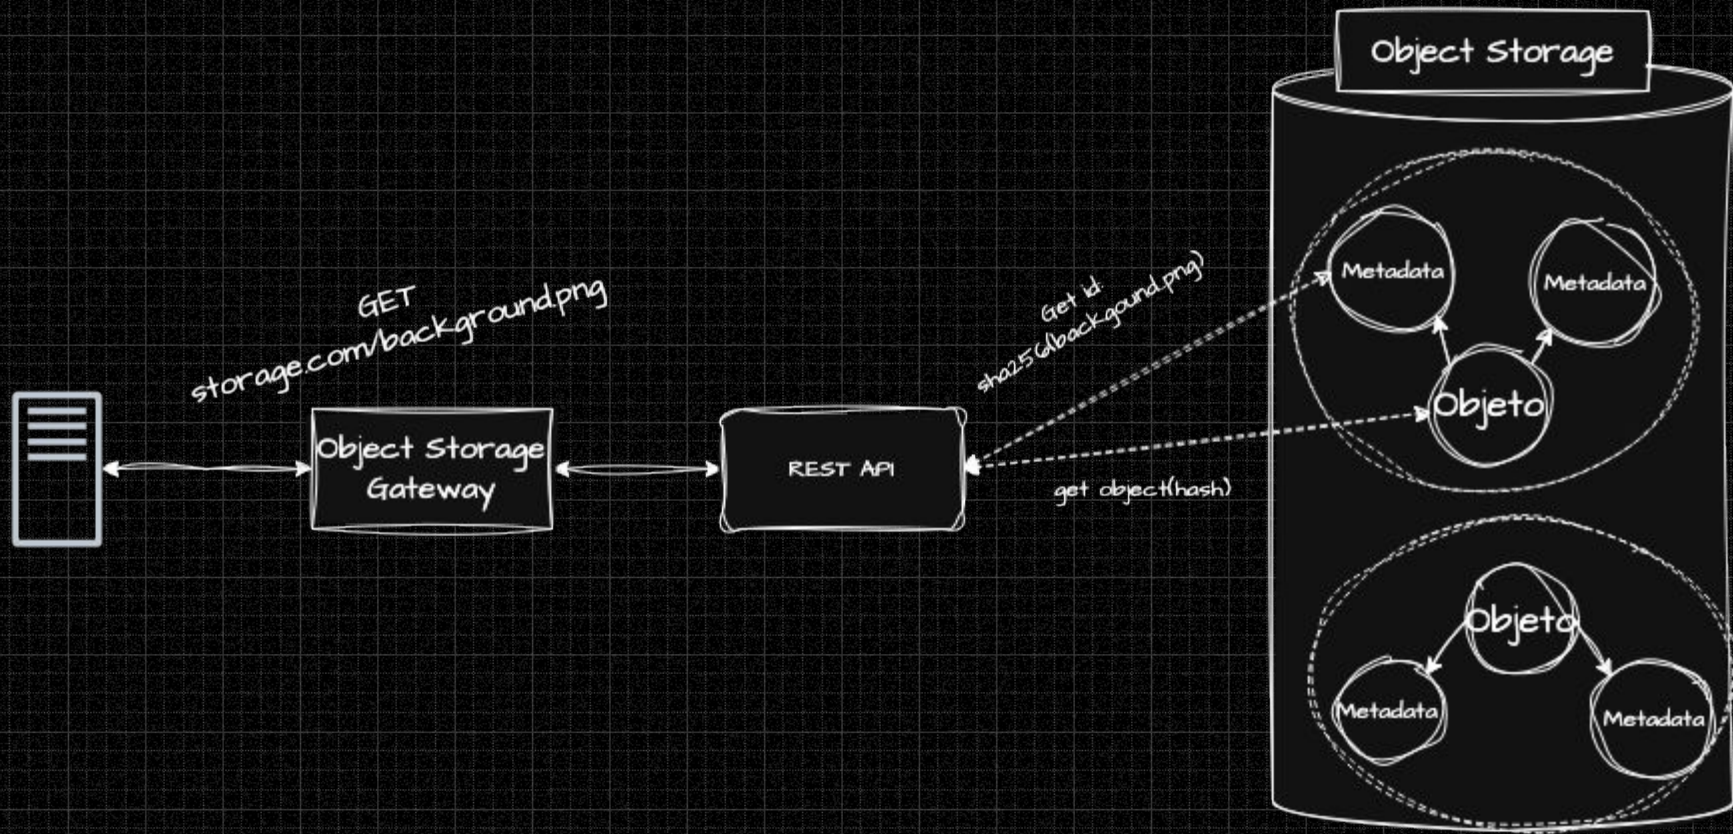 Object Storage
GET
storage.com/background.png
Get id:
sha256(backgound.png)
Metadata
Metadata
Objeto
Object Storage
Gateway
REST API
get object(hash)
Objeto
Metadata
Metadata